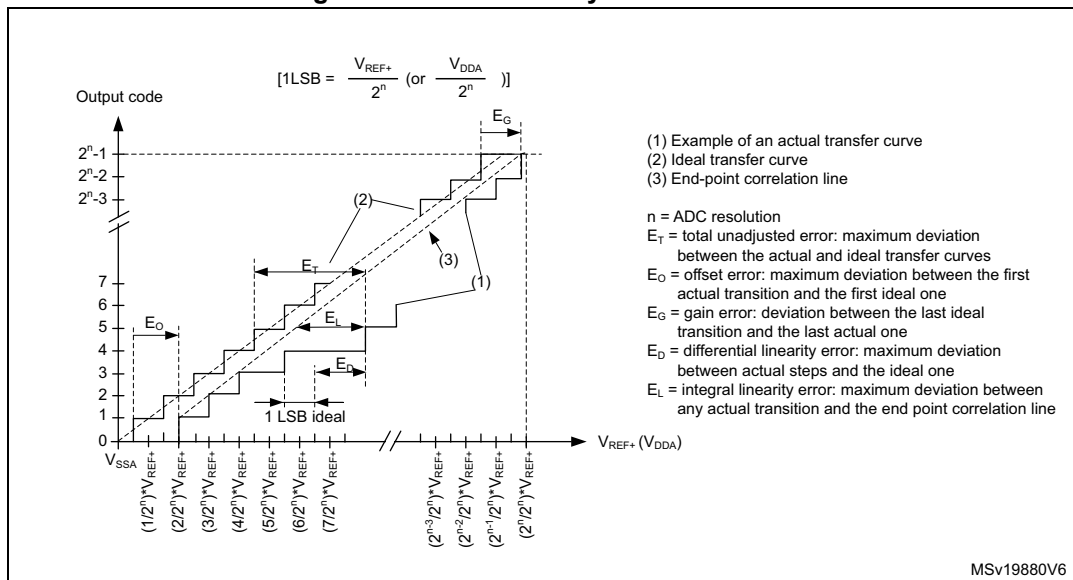 [1LSB = VREF+ / 2ⁿ (or VDDA / 2ⁿ )]
Output code
EG
2ⁿ-1
2ⁿ-2
2ⁿ-3
(2)
(3)
ET
7
(1)
6
EO
5
EL
4
3
ED
2
1
1 LSB ideal
0
VSSA
VREF+ (VDDA)
(1/2ⁿ)*VREF+
(2/2ⁿ)*VREF+
(3/2ⁿ)*VREF+
(4/2ⁿ)*VREF+
(5/2ⁿ)*VREF+
(6/2ⁿ)*VREF+
(7/2ⁿ)*VREF+
(2ⁿ⁻³/2ⁿ)*VREF+
(2ⁿ⁻²/2ⁿ)*VREF+
(2ⁿ⁻¹/2ⁿ)*VREF+
(2ⁿ/2ⁿ)*VREF+
(1) Example of an actual transfer curve
(2) Ideal transfer curve
(3) End-point correlation line
n = ADC resolution
ET = total unadjusted error: maximum deviation
between the actual and ideal transfer curves
EO = offset error: maximum deviation between the first
actual transition and the first ideal one
EG = gain error: deviation between the last ideal
transition and the last actual one
ED = differential linearity error: maximum deviation
between actual steps and the ideal one
EL = integral linearity error: maximum deviation between
any actual transition and the end point correlation line
MSv19880V6